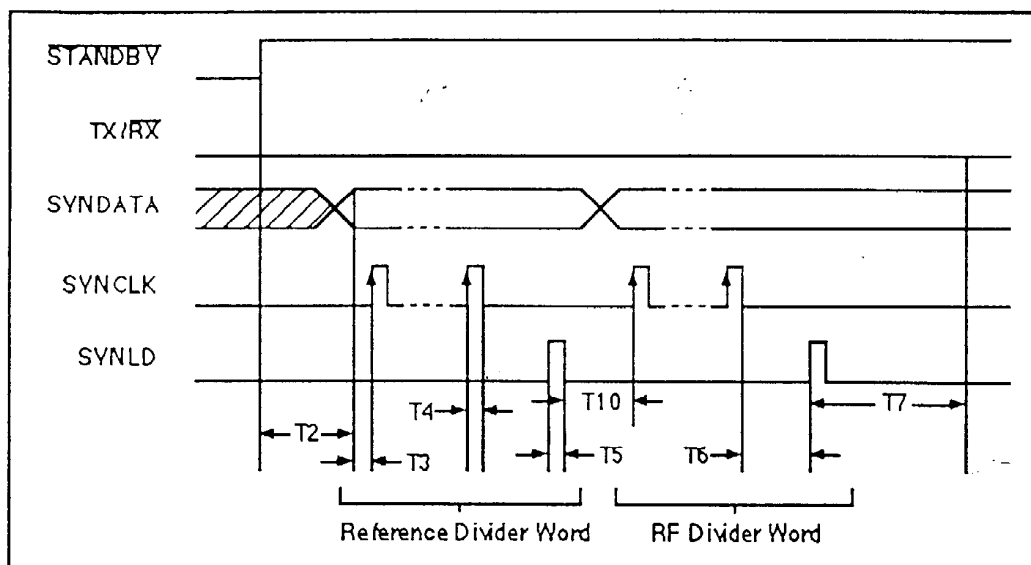 STANDBY
TX/RX
SYNDATA
SYNCLK
SYNLD
T4 T10 T7
T2 T3 T5 T6
Reference Divider Word RF Divider Word